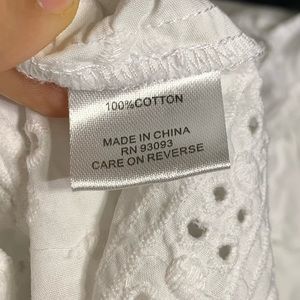 100%COTTON
MADE IN CHINA
RN 93093
CARE ON REVERSE